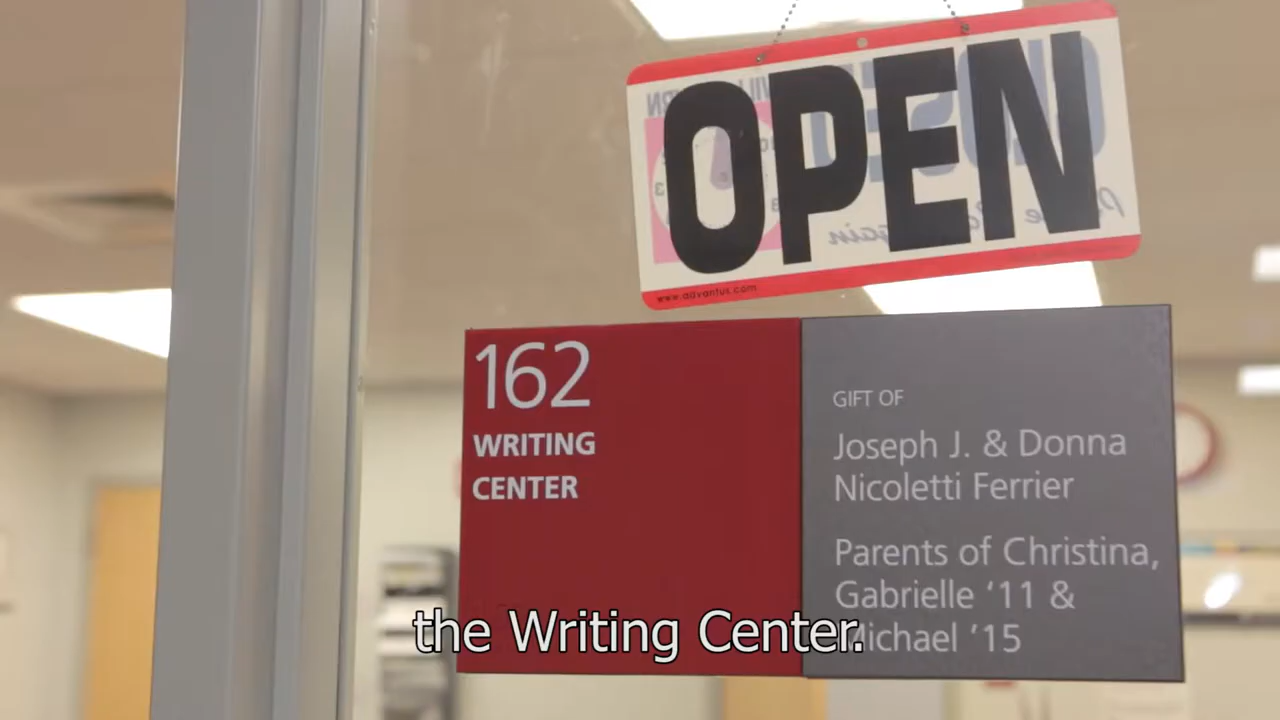 OPEN
www.advantus.com
162
WRITING
CENTER
GIFT OF
Joseph J. & Donna
Nicoletti Ferrier
Parents of Christina,
Gabrielle ‘11 &
Michael ’15
the Writing Center.